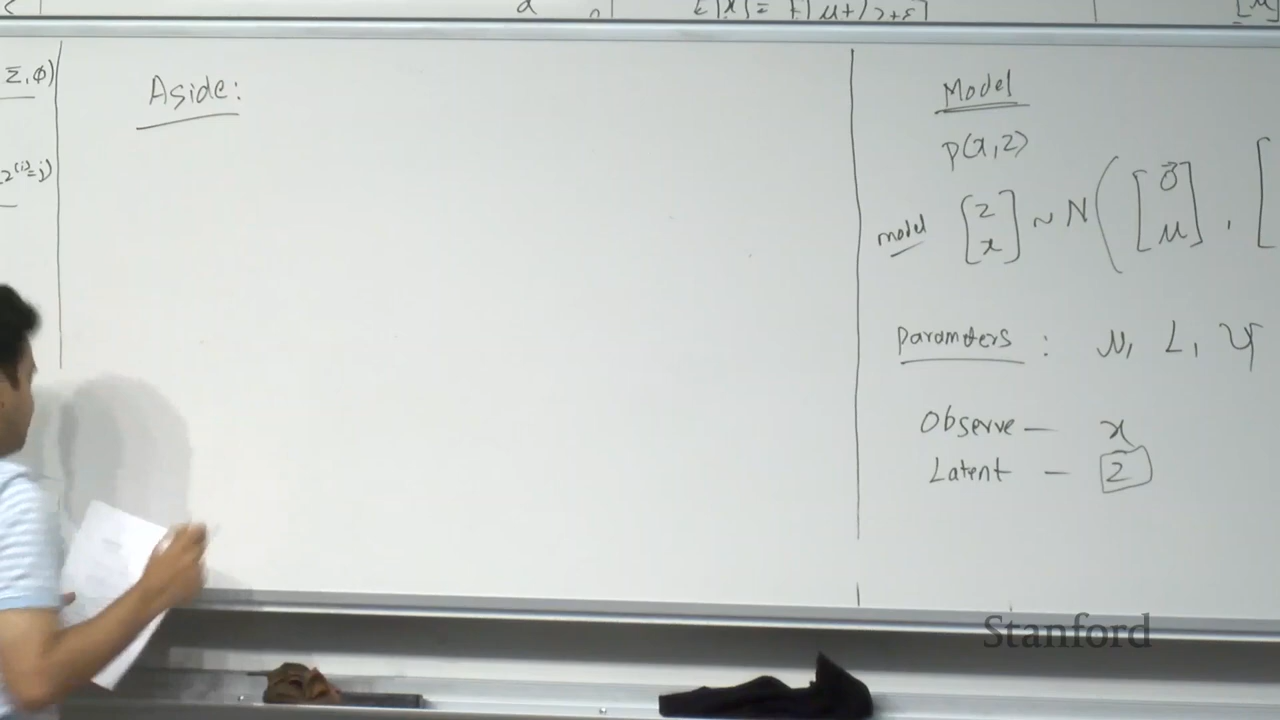 Σ, φ)
z⁽ⁱ⁾=j)
Aside:
Model
p(x,z)
model [z x] ~ N([0⃗ μ], [
Parameters : μ, L, Ψ
Observe — x
Latent — z
Stanford